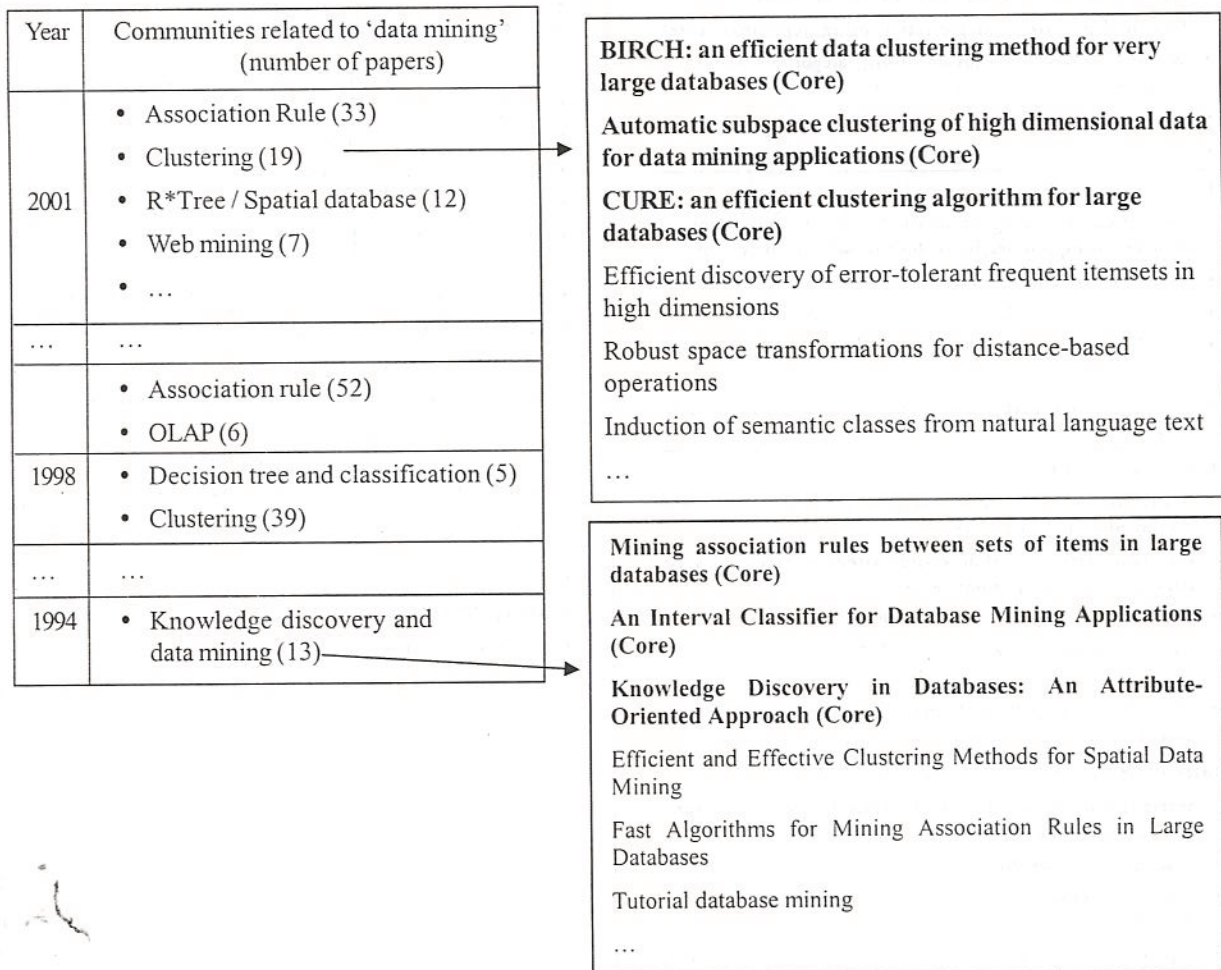 Year
Communities related to 'data mining'
(number of papers)
2001
• Association Rule (33)
• Clustering (19)
• R*Tree / Spatial database (12)
• Web mining (7)
• …
… …
1998
• Association rule (52)
• OLAP (6)
• Decision tree and classification (5)
• Clustering (39)
… …
1994
• Knowledge discovery and
data mining (13)
BIRCH: an efficient data clustering method for very
large databases (Core)
Automatic subspace clustering of high dimensional data
for data mining applications (Core)
CURE: an efficient clustering algorithm for large
databases (Core)
Efficient discovery of error-tolerant frequent itemsets in
high dimensions
Robust space transformations for distance-based
operations
Induction of semantic classes from natural language text
…
Mining association rules between sets of items in large
databases (Core)
An Interval Classifier for Database Mining Applications
(Core)
Knowledge Discovery in Databases: An Attribute-
Oriented Approach (Core)
Efficient and Effective Clustering Methods for Spatial Data
Mining
Fast Algorithms for Mining Association Rules in Large
Databases
Tutorial database mining
…